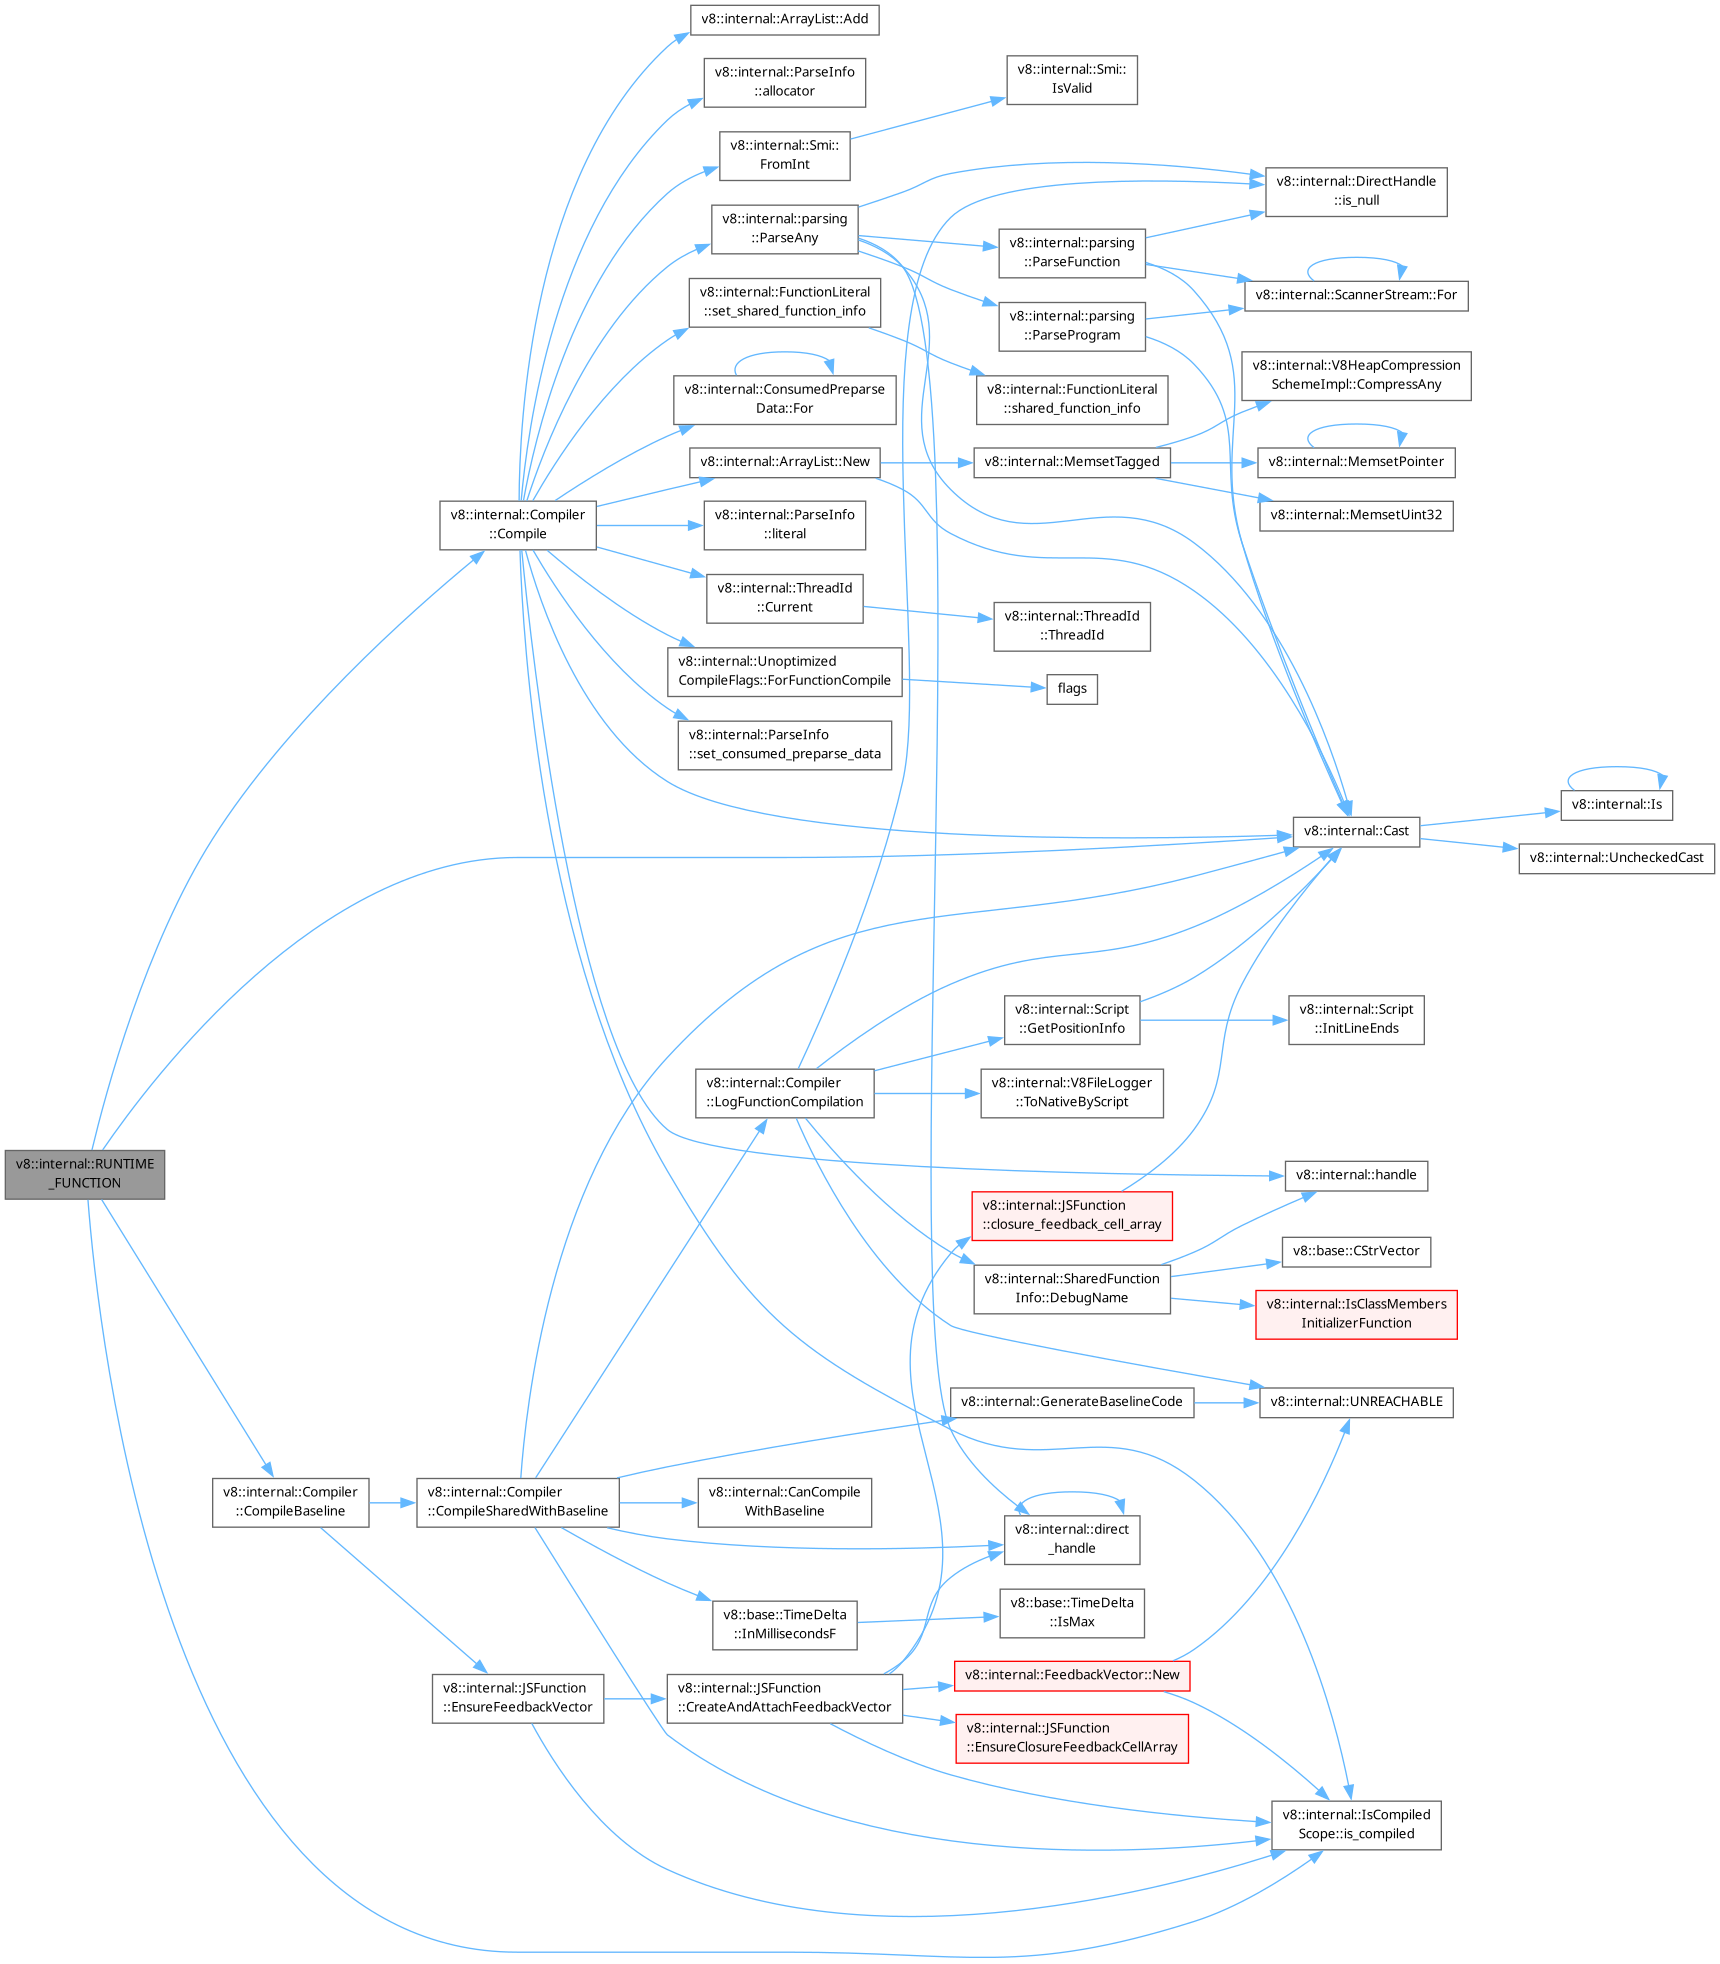 v8::internal::RUNTIME
_FUNCTION
v8::internal::Compiler
::Compile
v8::internal::Compiler
::CompileBaseline
v8::internal::Compiler
::CompileSharedWithBaseline
v8::internal::JSFunction
::EnsureFeedbackVector
v8::internal::ArrayList::Add
v8::internal::ParseInfo
::allocator
v8::internal::Smi::
FromInt
v8::internal::parsing
::ParseAny
v8::internal::FunctionLiteral
::set_shared_function_info
v8::internal::ConsumedPreparse
Data::For
v8::internal::ArrayList::New
v8::internal::ParseInfo
::literal
v8::internal::ThreadId
::Current
v8::internal::Unoptimized
CompileFlags::ForFunctionCompile
v8::internal::ParseInfo
::set_consumed_preparse_data
v8::internal::Compiler
::LogFunctionCompilation
v8::internal::CanCompile
WithBaseline
v8::base::TimeDelta
::InMillisecondsF
v8::internal::JSFunction
::CreateAndAttachFeedbackVector
v8::internal::Smi::
IsValid
v8::internal::parsing
::ParseFunction
v8::internal::parsing
::ParseProgram
v8::internal::FunctionLiteral
::shared_function_info
v8::internal::MemsetTagged
v8::internal::ThreadId
::ThreadId
flags
v8::internal::Script
::GetPositionInfo
v8::internal::V8FileLogger
::ToNativeByScript
v8::internal::JSFunction
::closure_feedback_cell_array
v8::internal::SharedFunction
Info::DebugName
v8::internal::GenerateBaselineCode
v8::internal::direct
_handle
v8::base::TimeDelta
::IsMax
v8::internal::FeedbackVector::New
v8::internal::JSFunction
::EnsureClosureFeedbackCellArray
v8::internal::DirectHandle
::is_null
v8::internal::ScannerStream::For
v8::internal::V8HeapCompression
SchemeImpl::CompressAny
v8::internal::MemsetPointer
v8::internal::MemsetUint32
v8::internal::Cast
v8::internal::Script
::InitLineEnds
v8::internal::handle
v8::base::CStrVector
v8::internal::IsClassMembers
InitializerFunction
v8::internal::UNREACHABLE
v8::internal::IsCompiled
Scope::is_compiled
v8::internal::Is
v8::internal::UncheckedCast